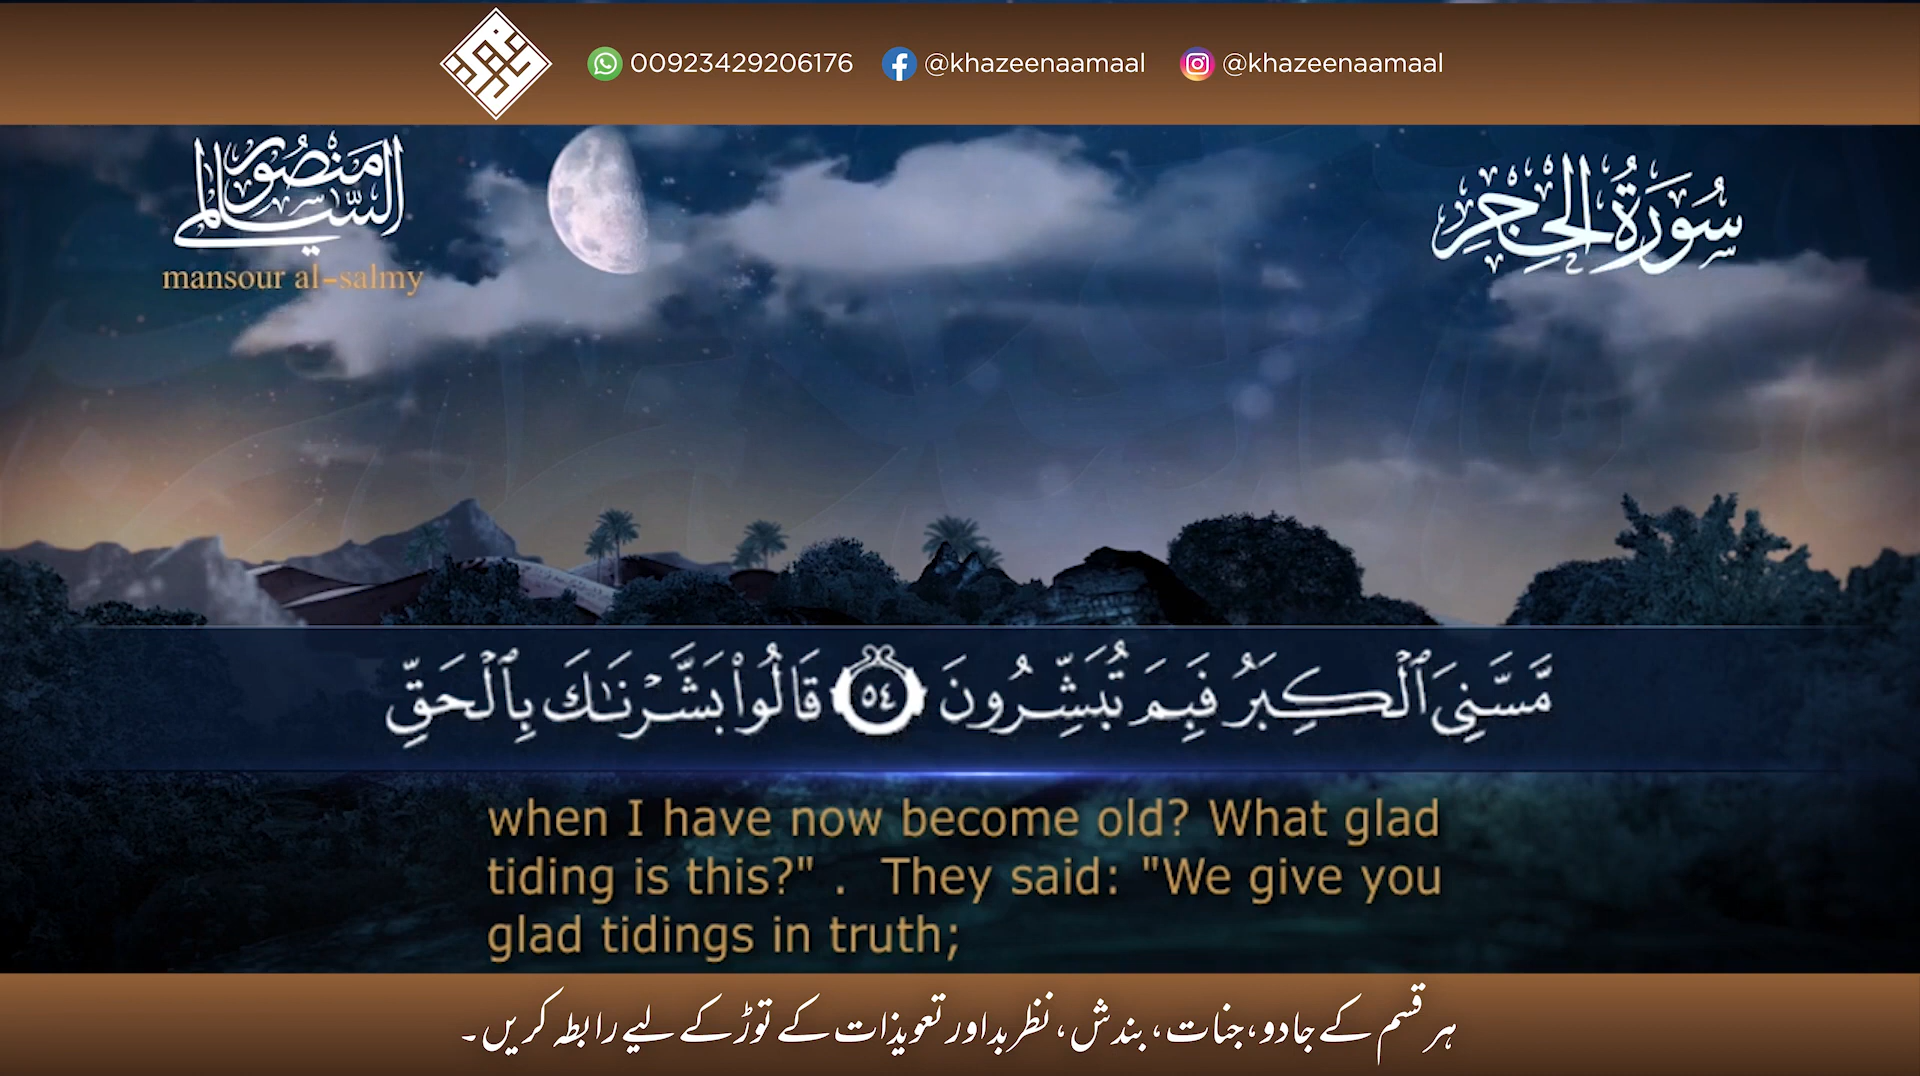 00923429206176 @khazeenaamaal @khazeenaamaal
منصور السالمي
mansour al-salmy
سُورَةُ الْحِجْرِ
مَّسَّنِىَ ٱلْكِبَرُ فَبِمَ تُبَشِّرُونَ ٥٤ قَالُوا۟ بَشَّرْنَـٰكَ بِٱلْحَقِّ
when I have now become old? What glad
tiding is this?" . They said: "We give you
glad tidings in truth;
ہر قسم کے جادو، جنات، بندش، نظر بد اور تعویذات کے توڑ کے لیے رابطہ کریں۔